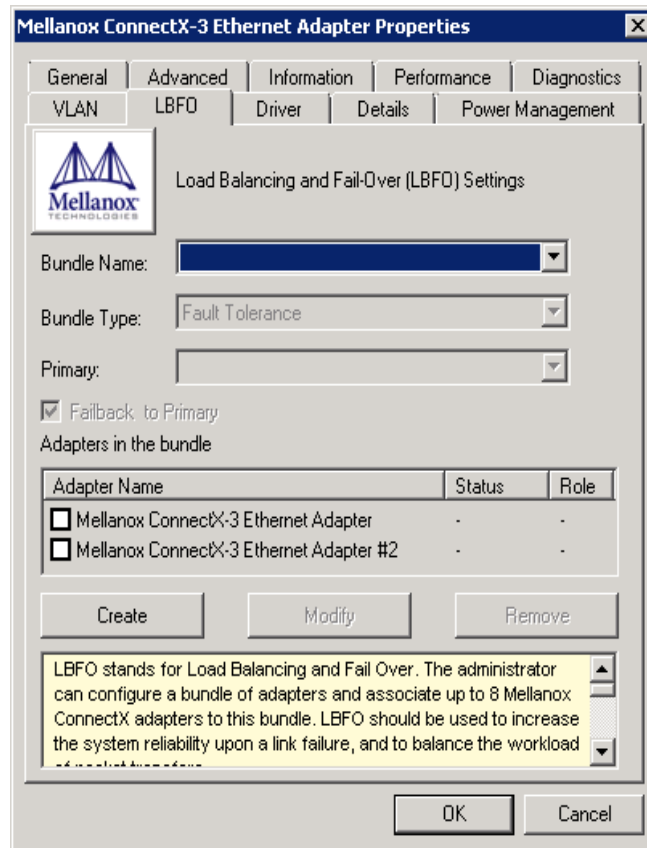 Mellanox ConnectX-3 Ethernet Adapter Properties
General Advanced Information Performance Diagnostics
VLAN LBFO Driver Details Power Management
Mellanox
TECHNOLOGIES
Load Balancing and Fail-Over (LBFO) Settings
Bundle Name:
Bundle Type: Fault Tolerance
Primary:
Failback to Primary
Adapters in the bundle
Adapter Name Status Role
Mellanox ConnectX-3 Ethernet Adapter - -
Mellanox ConnectX-3 Ethernet Adapter #2 - -
Create Modify Remove
LBFO stands for Load Balancing and Fail Over. The administrator
can configure a bundle of adapters and associate up to 8 Mellanox
ConnectX adapters to this bundle. LBFO should be used to increase
the system reliability upon a link failure, and to balance the workload
of packet transfers
OK Cancel